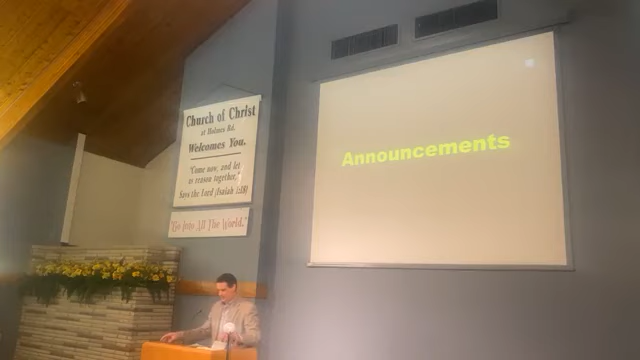 Church of Christ
at Holmes Rd.
Welcomes You.
"Come now, and let
us reason together,"
Says the Lord (Isaiah 1:18)
"Go Into All The World."
Announcements